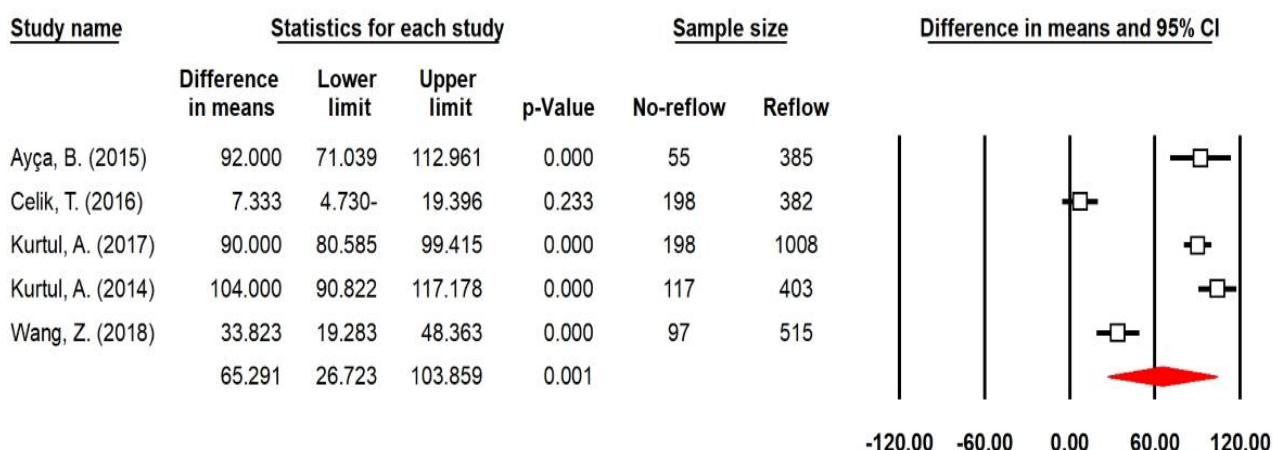 Study name Statistics for each study Sample size Difference in means and 95% CI
Difference in means Lower limit Upper limit p-Value No-reflow Reflow
Ayça, B. (2015) 92.000 71.039 112.961 0.000 55 385
Celik, T. (2016) 7.333 4.730- 19.396 0.233 198 382
Kurtul, A. (2017) 90.000 80.585 99.415 0.000 198 1008
Kurtul, A. (2014) 104.000 90.822 117.178 0.000 117 403
Wang, Z. (2018) 33.823 19.283 48.363 0.000 97 515
65.291 26.723 103.859 0.001
-120.00 -60.00 0.00 60.00 120.00